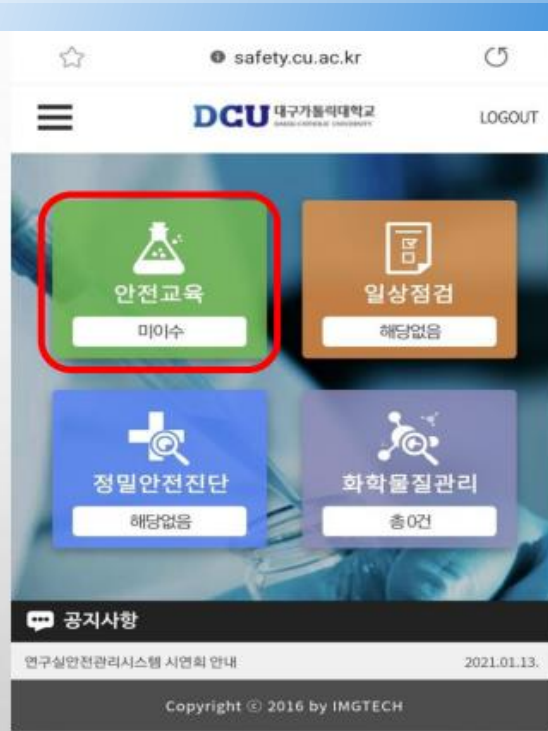 safety.cu.ac.kr
DCU 대구가톨릭대학교
LOGOUT
안전교육
미이수
일상점검
해당없음
정밀안전진단
해당없음
화학물질관리
총 0건
공지사항
연구실안전관리시스템 시연회 안내
2021.01.13.
Copyright ⓒ 2016 by IMGTECH